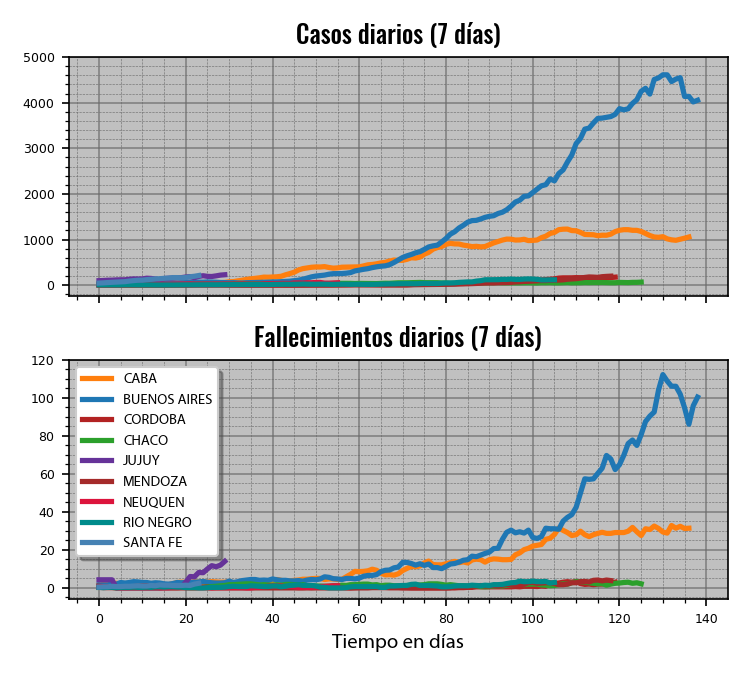 Casos diarios (7 días)
5000
4000
3000
2000
1000
0
Fallecimientos diarios (7 días)
120
100
80
60
40
20
0
CABA
BUENOS AIRES
CORDOBA
CHACO
JUJUY
MENDOZA
NEUQUEN
RIO NEGRO
SANTA FE
0 20 40 60 80 100 120 140
Tiempo en días